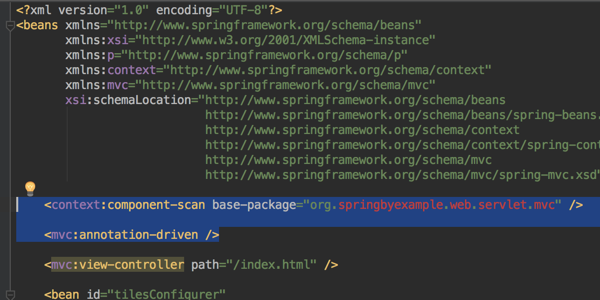 <?xml version="1.0" encoding="UTF-8"?>
<beans xmlns="http://www.springframework.org/schema/beans"
xmlns:xsi="http://www.w3.org/2001/XMLSchema-instance"
xmlns:p="http://www.springframework.org/schema/p"
xmlns:context="http://www.springframework.org/schema/context"
xmlns:mvc="http://www.springframework.org/schema/mvc"
xsi:schemaLocation="http://www.springframework.org/schema/beans
http://www.springframework.org/schema/beans/spring-beans.
http://www.springframework.org/schema/context
http://www.springframework.org/schema/context/spring-cont
http://www.springframework.org/schema/mvc
http://www.springframework.org/schema/mvc/spring-mvc.xsd"
<context:component-scan base-package="org.springbyexample.web.servlet.mvc" />
<mvc:annotation-driven />
<mvc:view-controller path="/index.html" />
<bean id="tilesConfigurer"